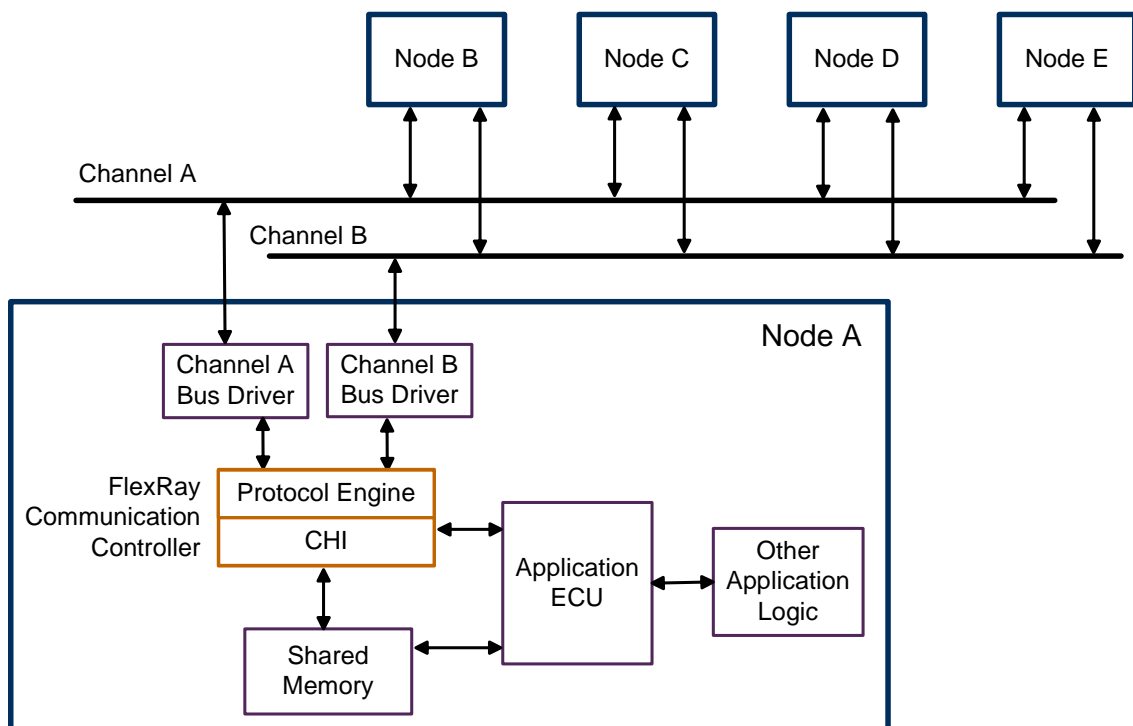 Node B
Node C
Node D
Node E
Channel A
Channel B
Node A
Channel A
Bus Driver
Channel B
Bus Driver
FlexRay
Communication
Controller
Protocol Engine
CHI
Application
ECU
Other
Application
Logic
Shared
Memory